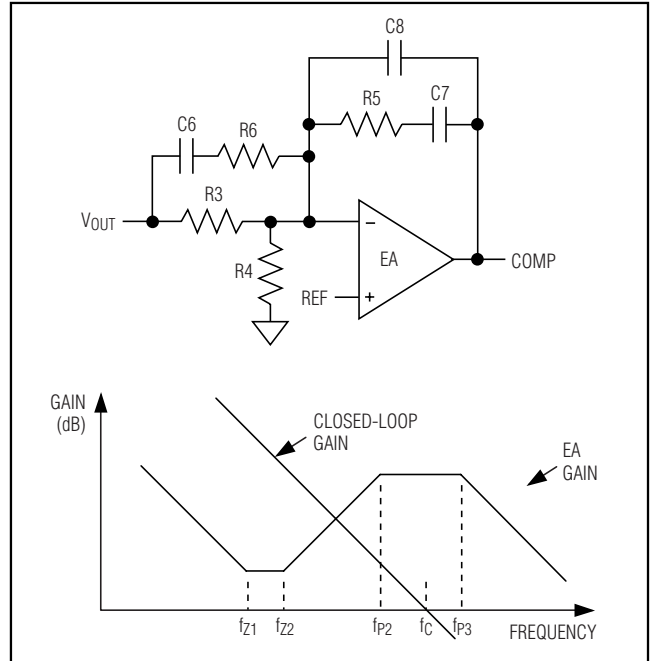 C8
R5
C7
C6
R6
R3
VOUT
R4
EA
REF
COMP
−
+
GAIN
(dB)
CLOSED-LOOP
GAIN
EA
GAIN
fZ1
fZ2
fP2
fC
fP3
FREQUENCY